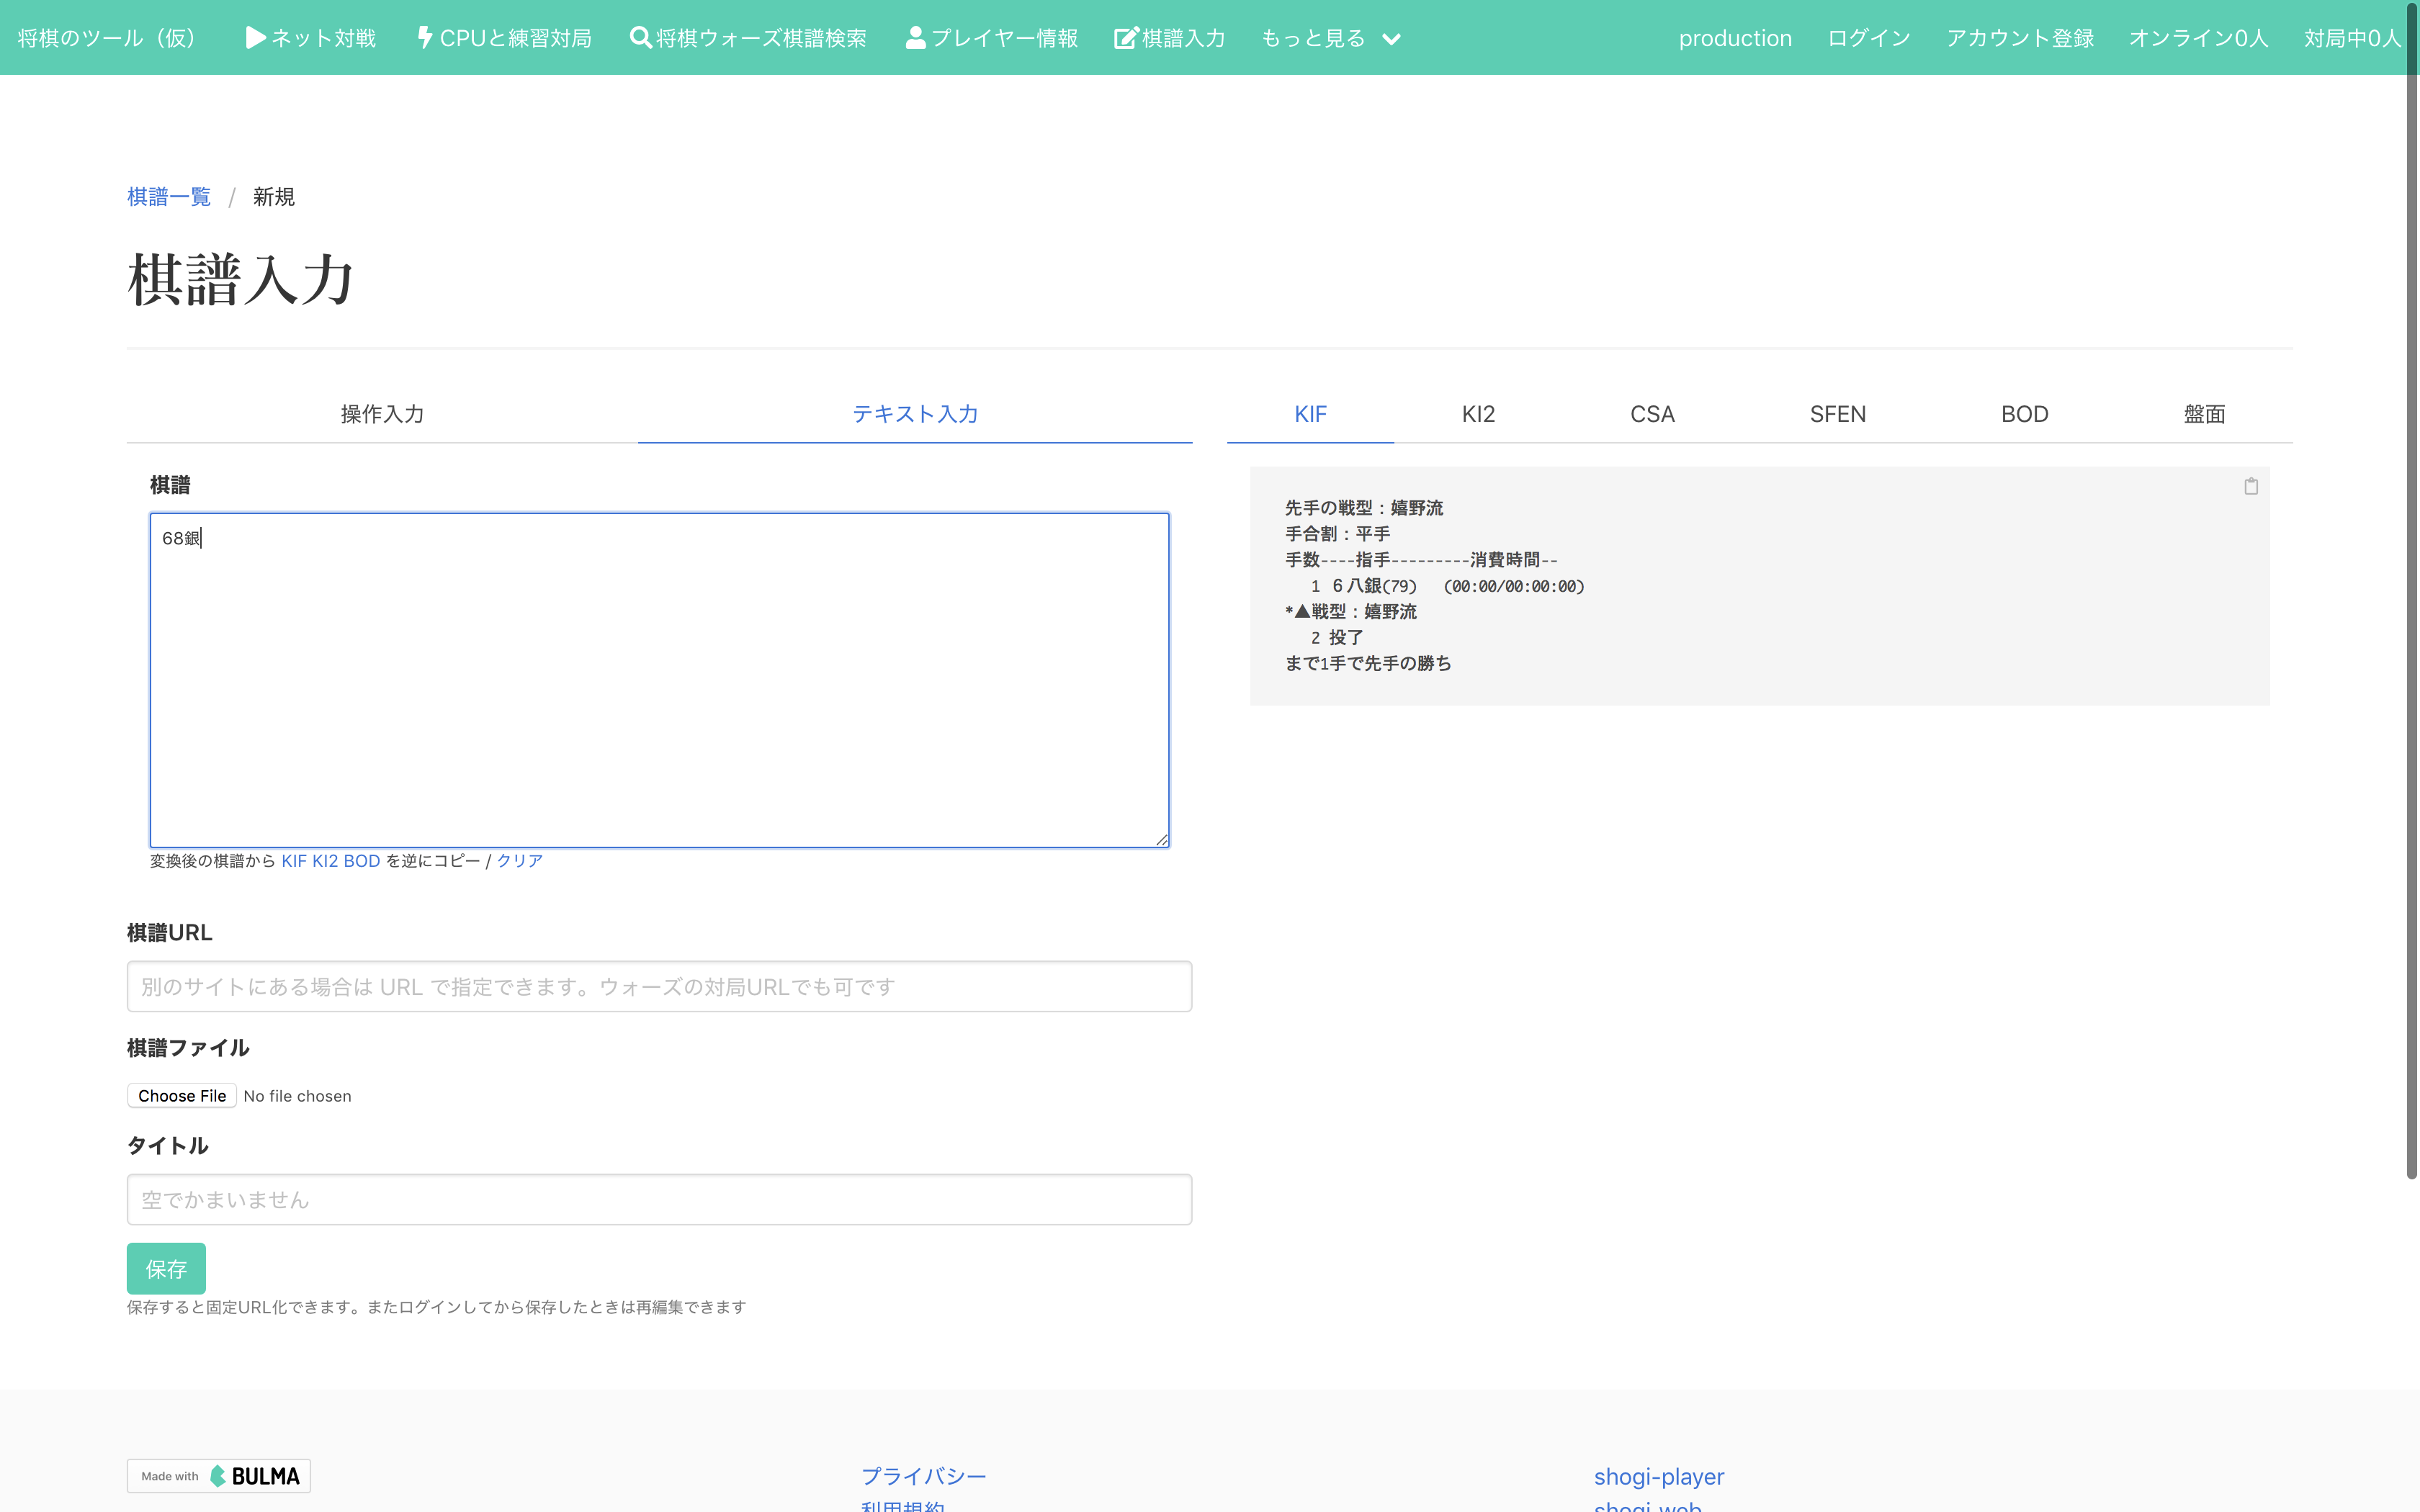 将棋のツール（仮） ネット対戦 CPUと練習対局 将棋ウォーズ棋譜検索 プレイヤー情報 棋譜入力 もっと見る production ログイン アカウント登録 オンライン0人 対局中0人
棋譜一覧 / 新規
棋譜入力
操作入力 テキスト入力
棋譜
68銀
変換後の棋譜から KIF KI2 BOD を逆にコピー / クリア
棋譜URL
別のサイトにある場合は URL で指定できます。ウォーズの対局URLでも可です
棋譜ファイル
Choose File No file chosen
タイトル
空でかまいません
保存
保存すると固定URL化できます。またログインしてから保存したときは再編集できます
KIF KI2 CSA SFEN BOD 盤面
先手の戦型：嬉野流
手合割：平手
手数----指手---------消費時間--
1 ６八銀(79) (00:00/00:00:00)
*▲戦型：嬉野流
2 投了
まで1手で先手の勝ち
Made with BULMA
プライバシー
利用規約
shogi-player
shogi-web